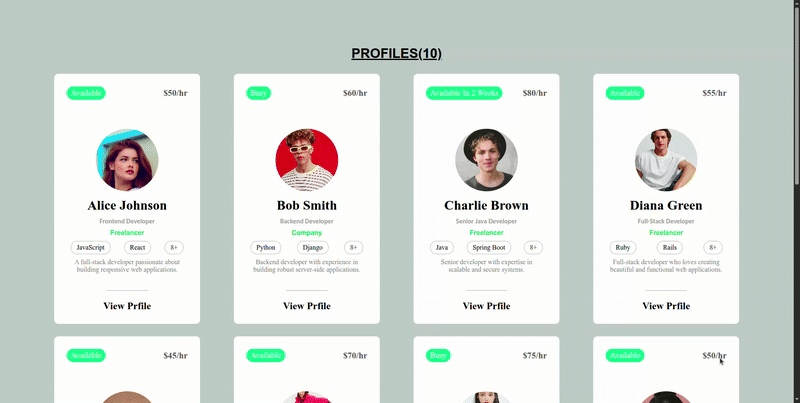 PROFILES(10)
Available
$50/hr
Alice Johnson
Frontend Developer
Freelancer
JavaScript
React
8+
A full-stack developer passionate about
building responsive web applications.
View Prfile
Busy
$60/hr
Bob Smith
Backend Developer
Company
Python
Django
8+
Backend developer with experience in
building robust server-side applications.
View Prfile
Available In 2 Weeks
$80/hr
Charlie Brown
Senior Java Developer
Freelancer
Java
Spring Boot
8+
Senior developer with expertise in
scalable and secure systems.
View Prfile
Available
$55/hr
Diana Green
Full-Stack Developer
Freelancer
Ruby
Rails
8+
Full-stack developer who loves creating
beautiful and functional web applications.
View Prfile
Available
$45/hr
Available
$70/hr
Busy
$75/hr
Available
$50/hr